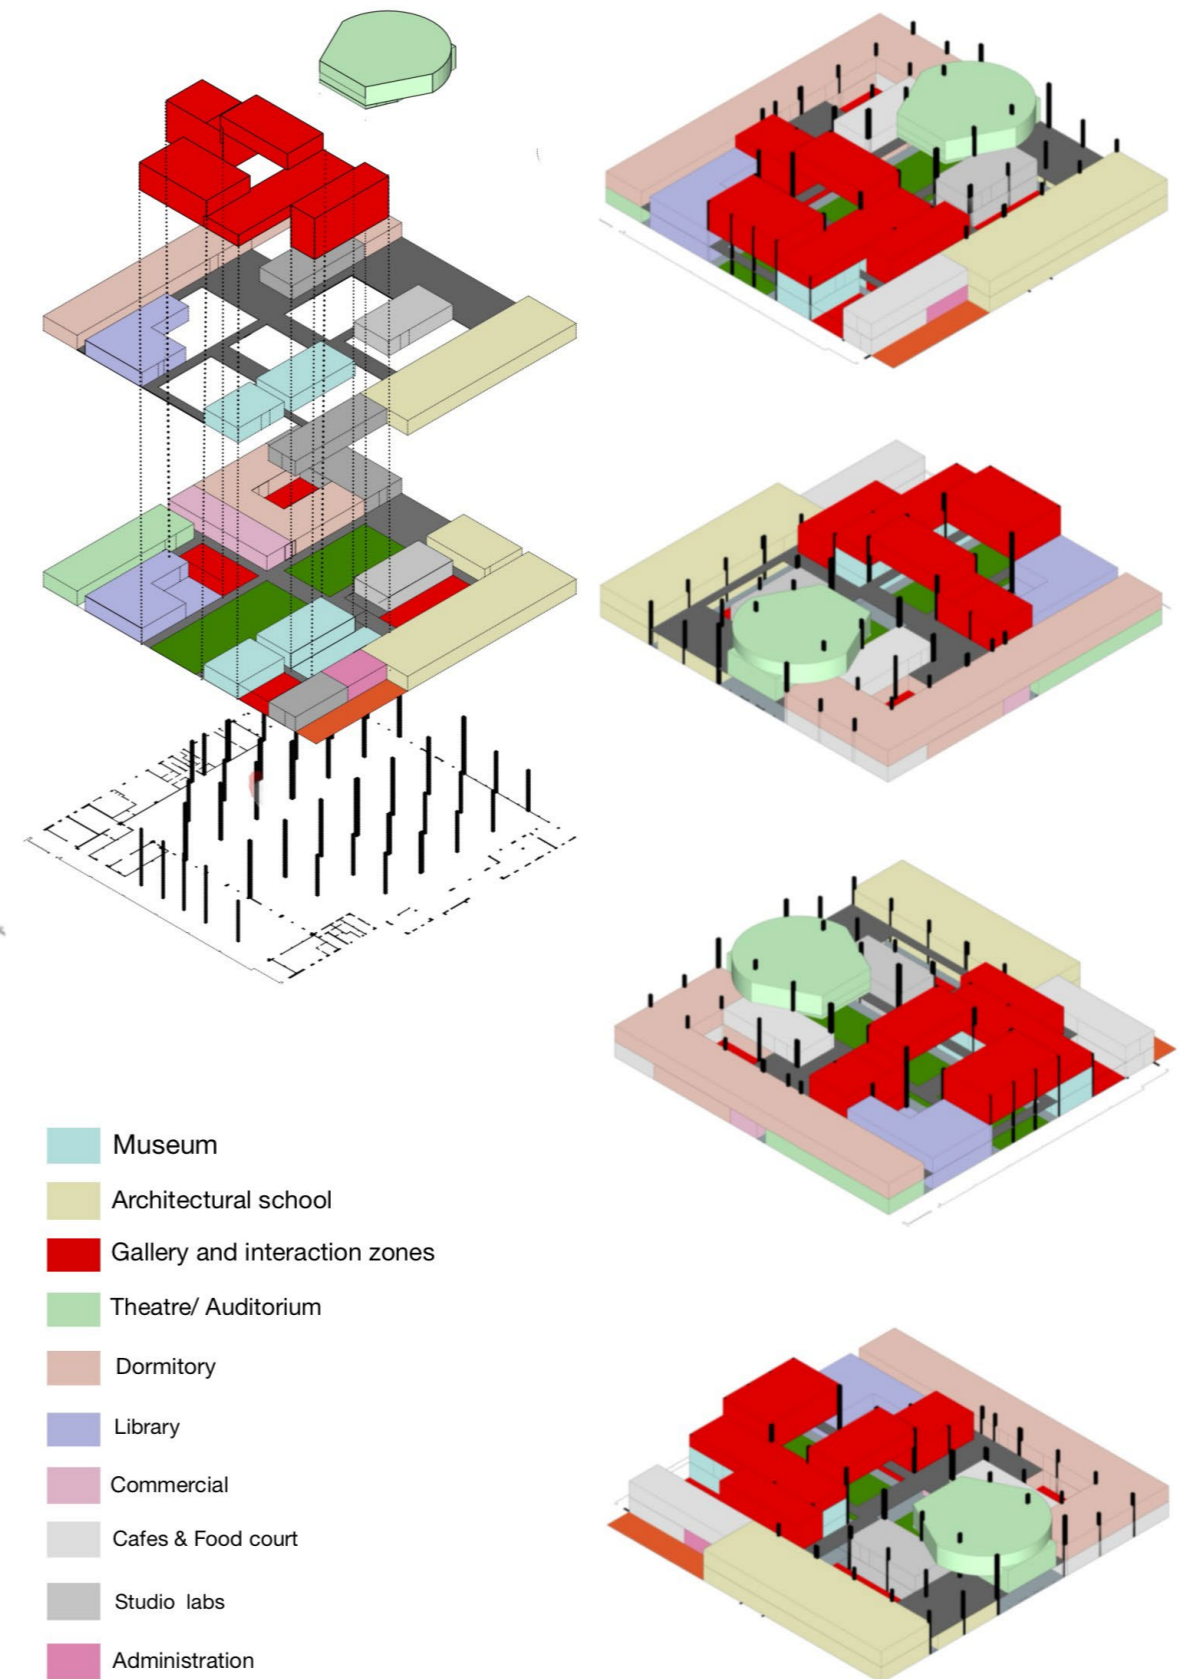 Museum
Architectural school
Gallery and interaction zones
Theatre/ Auditorium
Dormitory
Library
Commercial
Cafes & Food court
Studio labs
Administration